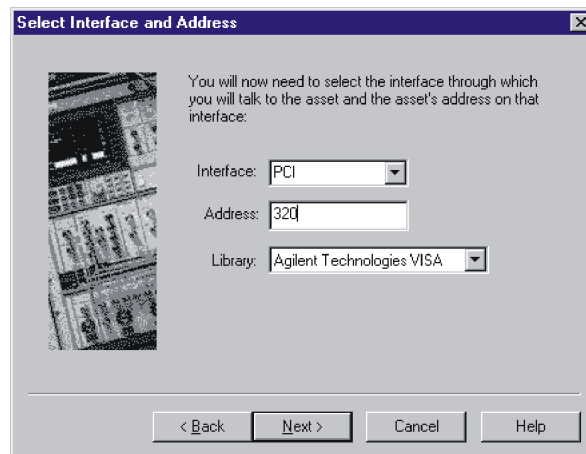 Select Interface and Address
You will now need to select the interface through which
you will talk to the asset and the asset's address on that
interface:
Interface: PCI
Address: 320
Library: Agilent Technologies VISA
< Back Next > Cancel Help